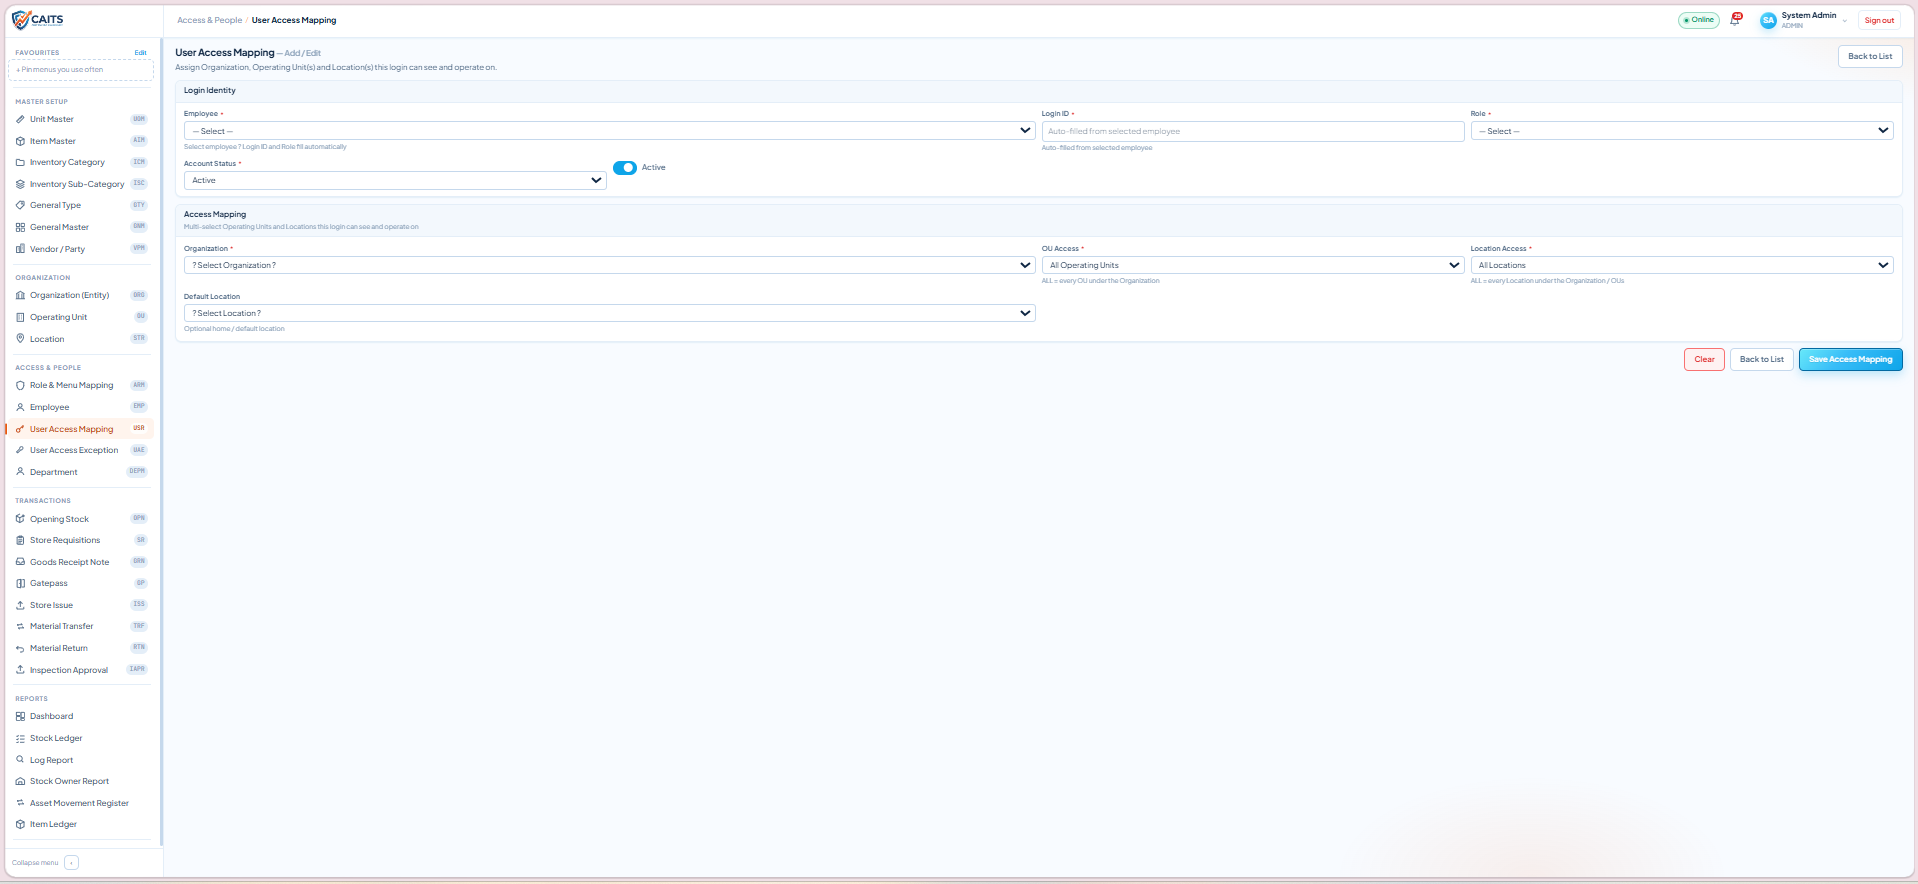 CAITS
Access & People / User Access Mapping
Online
25
SA
System Admin
ADMIN
Sign out
FAVOURITES
Edit
+ Pin menus you use often
MASTER SETUP
Unit Master UOM
Item Master AIM
Inventory Category ICM
Inventory Sub-Category ISC
General Type GTY
General Master GNM
Vendor / Party VPM
ORGANIZATION
Organization (Entity) ORG
Operating Unit OU
Location STR
ACCESS & PEOPLE
Role & Menu Mapping ARM
Employee EMP
User Access Mapping USR
User Access Exception UAE
Department DEPM
TRANSACTIONS
Opening Stock OPN
Store Requisitions SR
Goods Receipt Note GRN
Gatepass GP
Store Issue ISS
Material Transfer TRF
Material Return RTN
Inspection Approval IAPR
REPORTS
Dashboard
Stock Ledger
Log Report
Stock Owner Report
Asset Movement Register
Item Ledger
Collapse menu
User Access Mapping — Add / Edit
Assign Organization, Operating Unit(s) and Location(s) this login can see and operate on.
Back to List
Login Identity
Employee *
— Select —
Select employee ? Login ID and Role fill automatically
Login ID *
Auto-filled from selected employee
Auto-filled from selected employee
Role *
— Select —
Account Status *
Active
Active
Access Mapping
Multi-select Operating Units and Locations this login can see and operate on
Organization *
? Select Organization ?
OU Access *
All Operating Units
ALL = every OU under the Organization
Location Access *
All Locations
ALL = every Location under the Organization / OUs
Default Location
? Select Location ?
Optional home / default location
Clear
Back to List
Save Access Mapping